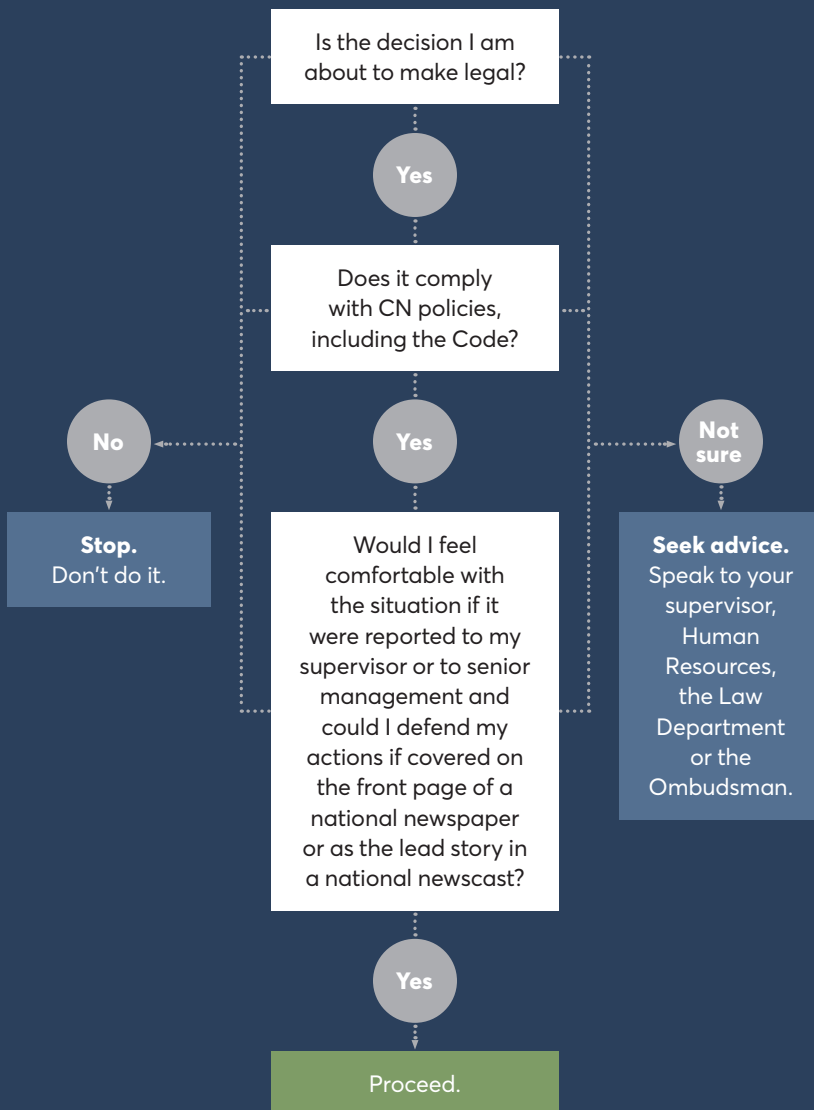 Is the decision I am
about to make legal?
Yes
Does it comply
with CN policies,
including the Code?
No
Yes
Not
sure
Stop.
Don't do it.
Would I feel
comfortable with
the situation if it
were reported to my
supervisor or to senior
management and
could I defend my
actions if covered on
the front page of a
national newspaper
or as the lead story in
a national newscast?
Seek advice.
Speak to your
supervisor,
Human
Resources,
the Law
Department
or the
Ombudsman.
Yes
Proceed.